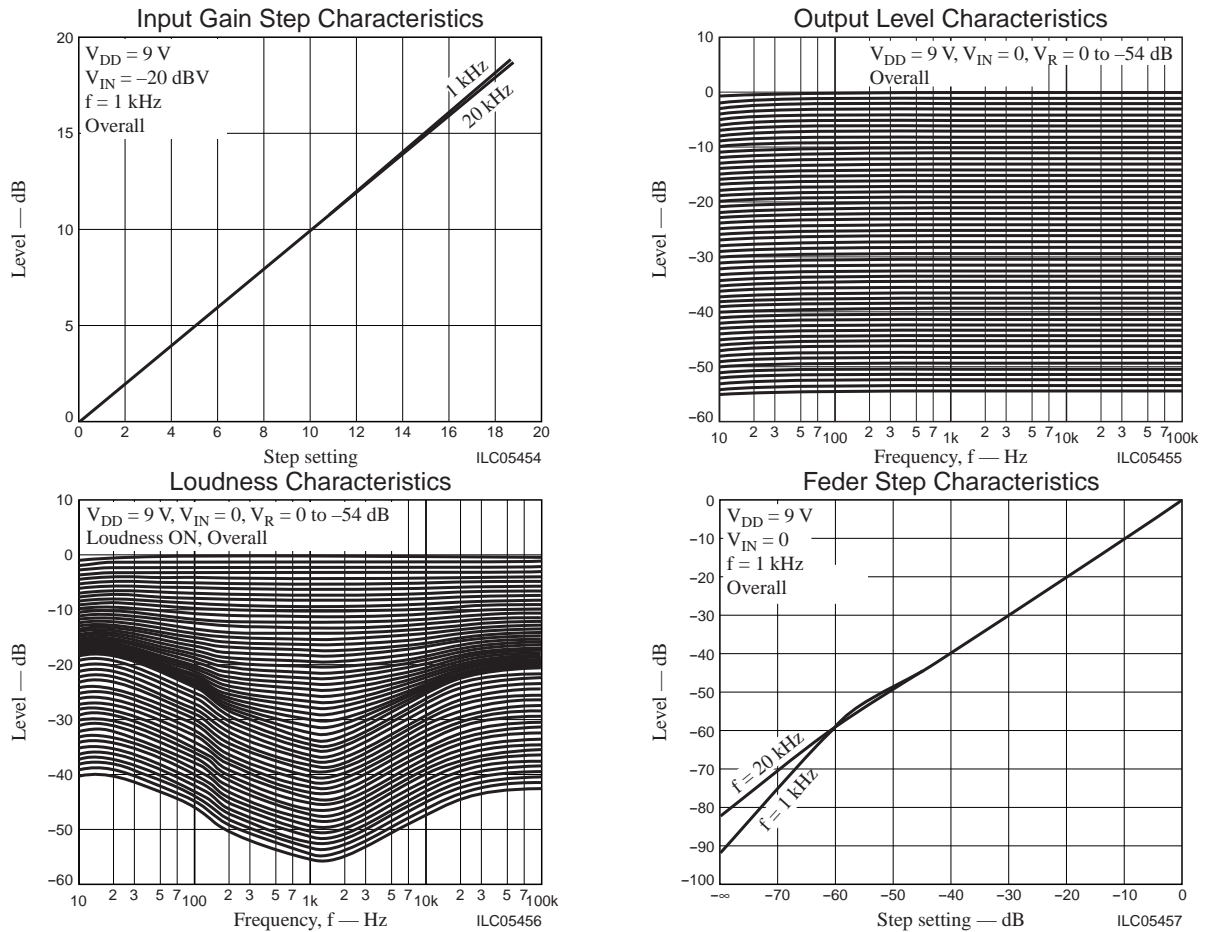 Input Gain Step Characteristics
20
15
10
5
0
Level — dB
V_DD = 9 V
V_IN = –20 dBV
f = 1 kHz
Overall
1 kHz
20 kHz
0 2 4 6 8 10 12 14 16 18 20
Step setting
ILC05454
Output Level Characteristics
10
0
–10
–20
–30
–40
–50
–60
Level — dB
V_DD = 9 V, V_IN = 0, V_R = 0 to –54 dB
Overall
10 2 3 5 7 100 2 3 5 7 1k 2 3 5 7 10k 2 3 5 7 100k
Frequency, f — Hz
ILC05455
Loudness Characteristics
10
0
–10
–20
–30
–40
–50
–60
Level — dB
V_DD = 9 V, V_IN = 0, V_R = 0 to –54 dB
Loudness ON, Overall
10 2 3 5 7 100 2 3 5 7 1k 2 3 5 7 10k 2 3 5 7 100k
Frequency, f — Hz
ILC05456
Feder Step Characteristics
0
–10
–20
–30
–40
–50
–60
–70
–80
–90
–100
Level — dB
V_DD = 9 V
V_IN = 0
f = 1 kHz
Overall
f = 20 kHz
f = 1 kHz
–∞ –70 –60 –50 –40 –30 –20 –10 0
Step setting — dB
ILC05457